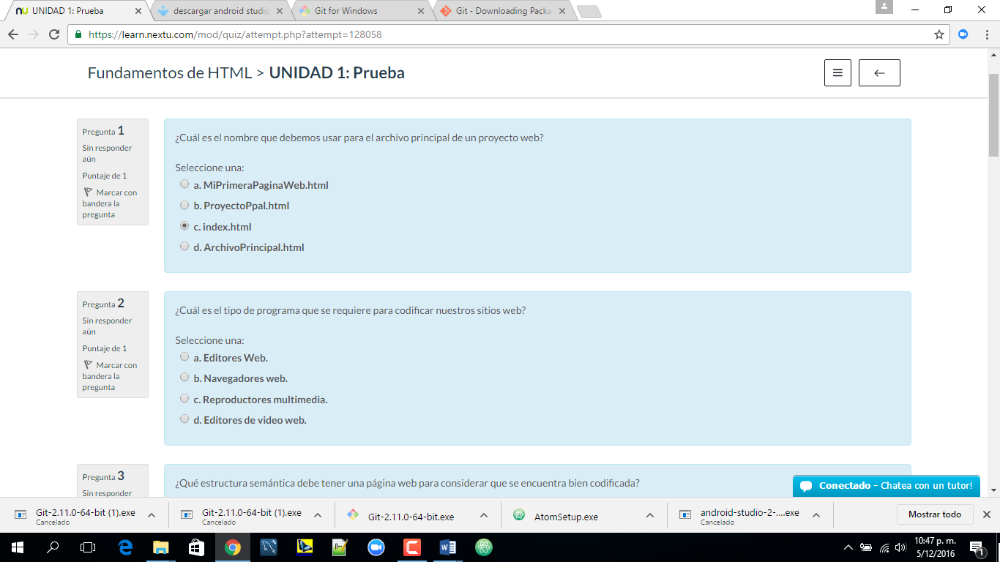 nu UNIDAD 1: Prueba
descargar android studio
Git for Windows
Git - Downloading Packa
https://learn.nextu.com/mod/quiz/attempt.php?attempt=128058
Fundamentos de HTML > UNIDAD 1: Prueba
Pregunta 1
Sin responder
aún
Puntaje de 1
Marcar con
bandera la
pregunta
¿Cuál es el nombre que debemos usar para el archivo principal de un proyecto web?
Seleccione una:
a. MiPrimeraPaginaWeb.html
b. ProyectoPpal.html
c. index.html
d. ArchivoPrincipal.html
Pregunta 2
Sin responder
aún
Puntaje de 1
Marcar con
bandera la
pregunta
¿Cuál es el tipo de programa que se requiere para codificar nuestros sitios web?
Seleccione una:
a. Editores Web.
b. Navegadores web.
c. Reproductores multimedia.
d. Editores de video web.
Pregunta 3
Sin responder
¿Qué estructura semántica debe tener una página web para considerar que se encuentra bien codificada?
Conectado - Chatea con un tutor!
Git-2.11.0-64-bit (1).exe
Cancelado
Git-2.11.0-64-bit (1).exe
Cancelado
Git-2.11.0-64-bit.exe
AtomSetup.exe
android-studio-2-....exe
Cancelado
Mostrar todo
10:47 p. m.
5/12/2016
1